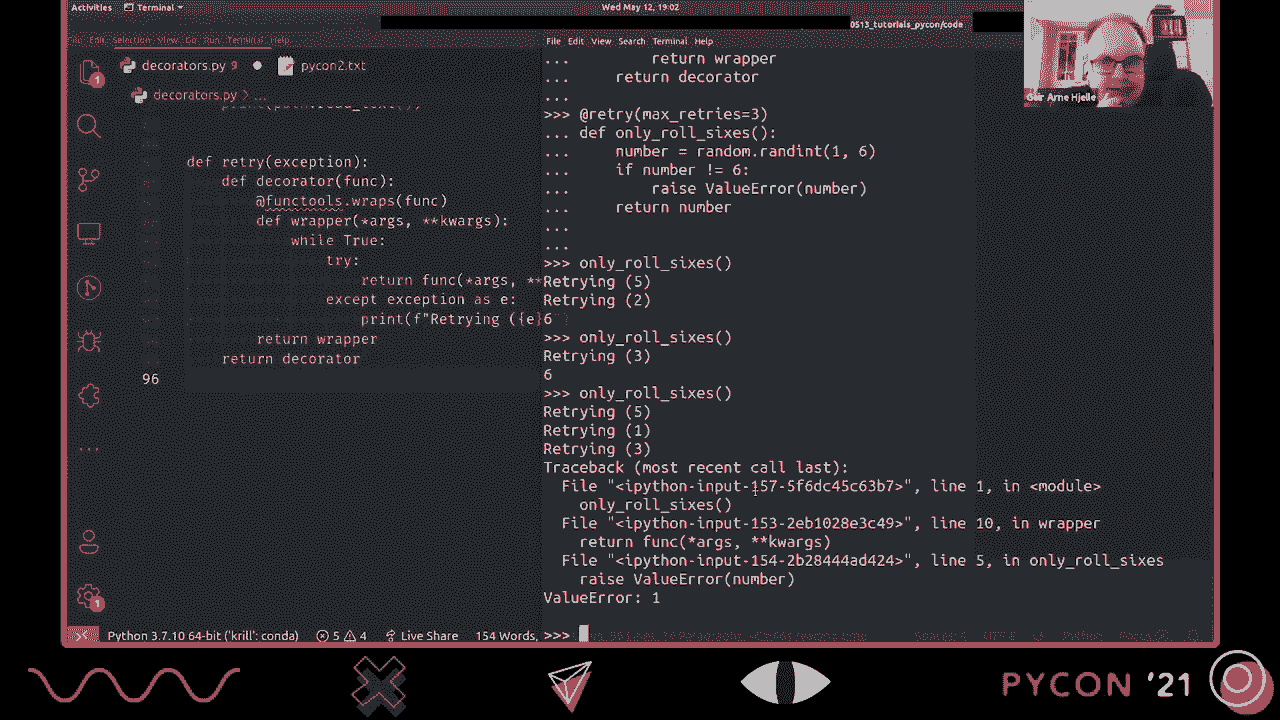 Activities Terminal Wed May 12, 19:02
0513_tutorials_pycon/code
Edit Selection View Go Run Terminal Help
decorators.py 9 pycon2.txt
decorators.py > ...
def retry(exception):
def decorator(func):
@functools.wraps(func)
def wrapper(*args, **kwargs):
while True:
try:
return func(*args, **
except exception as e:
print(f"Retrying ({e}
return wrapper
return decorator
96
1
1
Python 3.7.10 64-bit ('krill': conda) 5 4 Live Share 154 Words,
File Edit View Search Terminal Help
... return wrapper
... return decorator
...
>>> @retry(max_retries=3)
... def only_roll_sixes():
... number = random.randint(1, 6)
... if number != 6:
... raise ValueError(number)
... return number
...
...
>>> only_roll_sixes()
Retrying (5)
Retrying (2)
6
>>> only_roll_sixes()
Retrying (3)
6
>>> only_roll_sixes()
Retrying (5)
Retrying (1)
Retrying (3)
Traceback (most recent call last):
File "<ipython-input-157-5f6dc45c63b7>", line 1, in <module>
only_roll_sixes()
File "<ipython-input-153-2eb1028e3c49>", line 10, in wrapper
return func(*args, **kwargs)
File "<ipython-input-154-2b28444ad424>", line 5, in only_roll_sixes
raise ValueError(number)
ValueError: 1
>>>
Arne Hjelle
PYCON '21